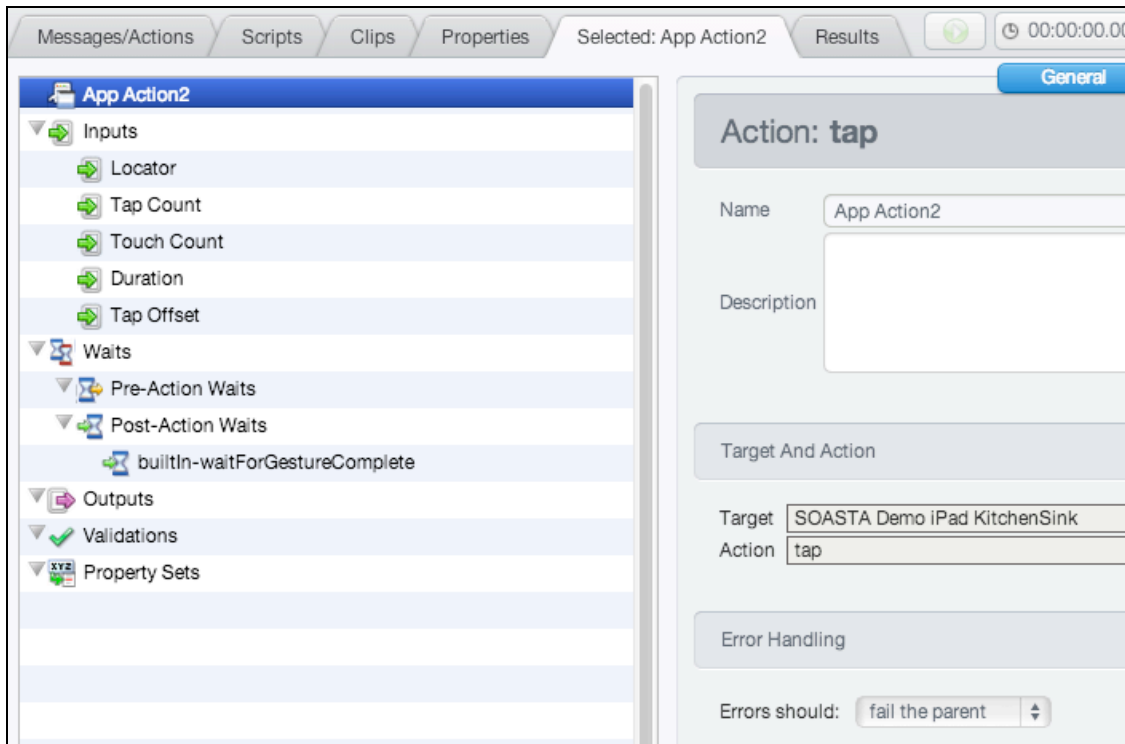 Messages/Actions Scripts Clips Properties Selected: App Action2 Results 00:00:00.00
App Action2
Inputs
Locator
Tap Count
Touch Count
Duration
Tap Offset
Waits
Pre-Action Waits
Post-Action Waits
builtIn-waitForGestureComplete
Outputs
Validations
XYZ
Property Sets
General
Action: tap
Name App Action2
Description
Target And Action
Target SOASTA Demo iPad KitchenSink
Action tap
Error Handling
Errors should: fail the parent